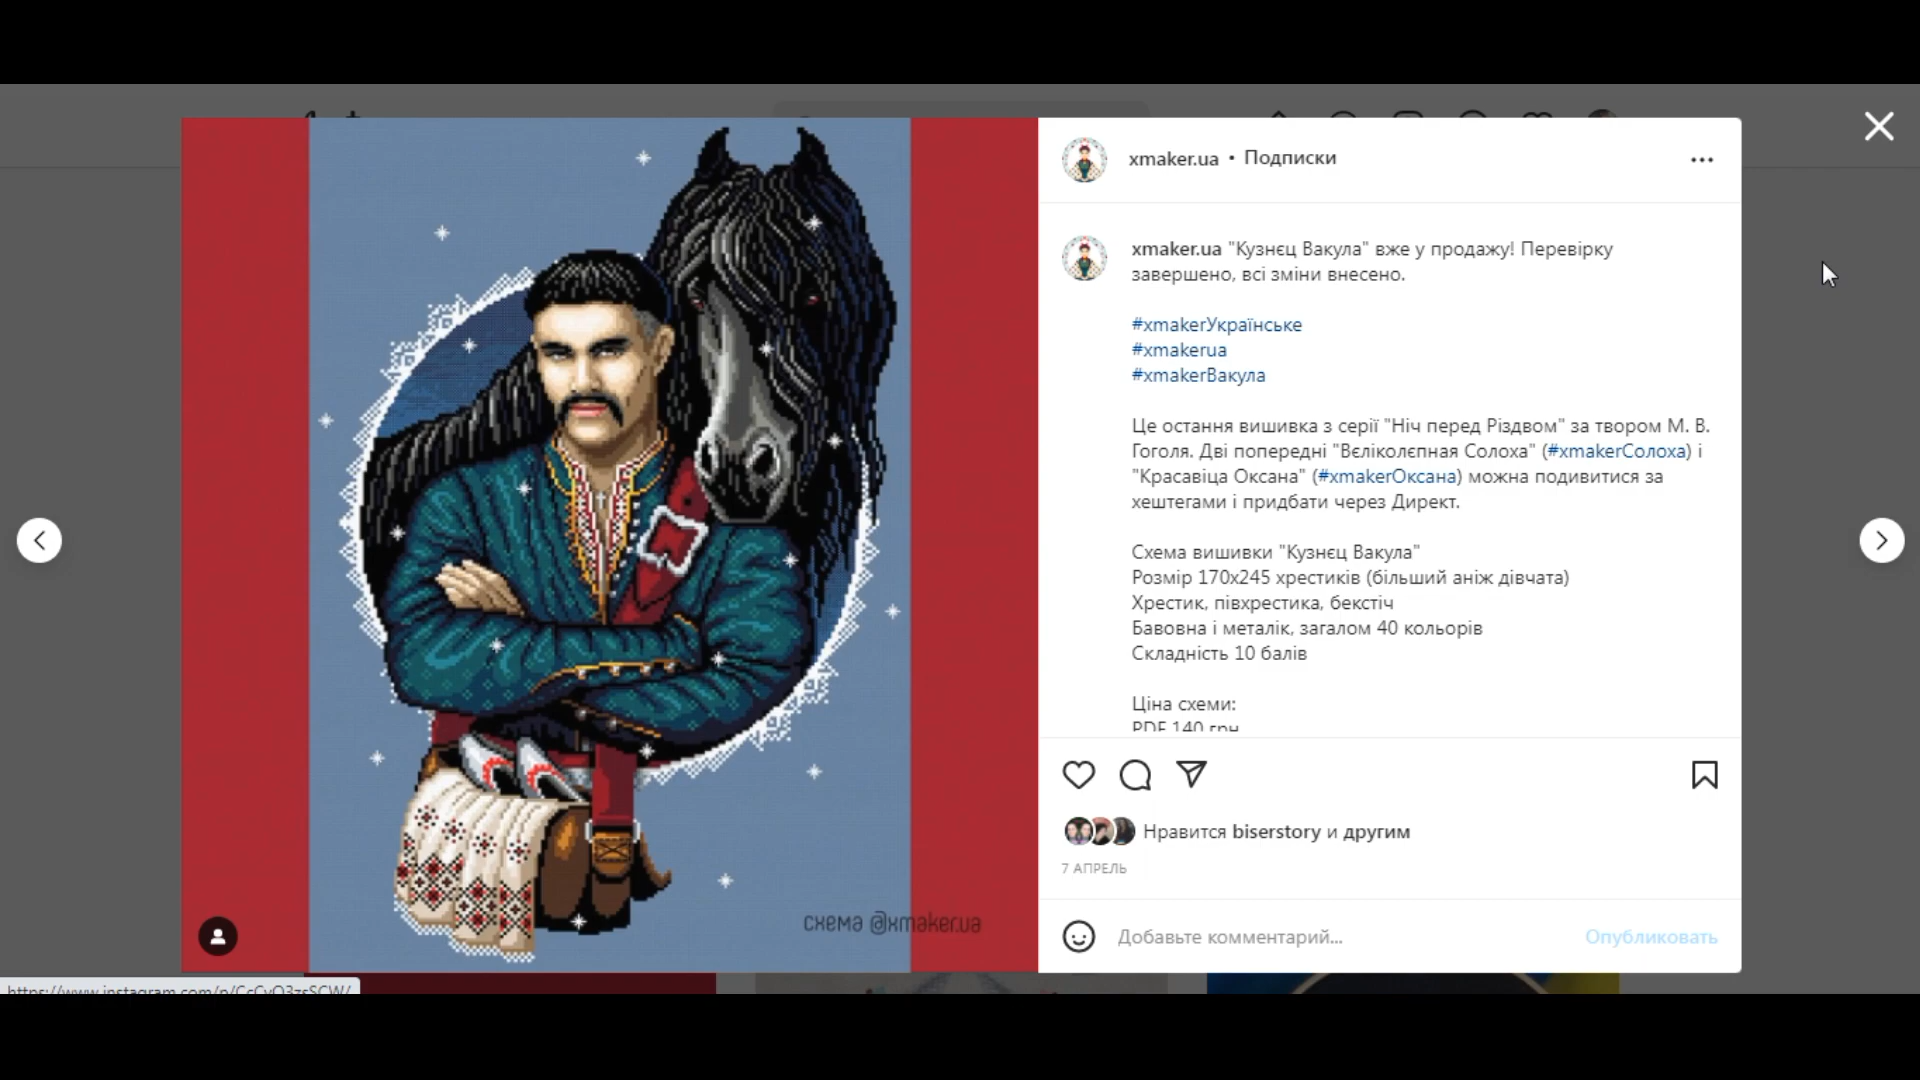 xmaker.ua • Подписки
xmaker.ua "Кузнєц Вакула" вже у продажу! Перевірку
завершено, всі зміни внесено.
#xmakerУкраїнське
#xmakerua
#xmakerВакула
Це остання вишивка з серії "Ніч перед Різдвом" за твором М. В.
Гоголя. Дві попередні "Вєліколєпная Солоха" (#xmakerСолоха) і
"Красавіца Оксана" (#xmakerОксана) можна подивитися за
хештегами і придбати через Директ.
Схема вишивки "Кузнєц Вакула"
Розмір 170х245 хрестиків (більший аніж дівчата)
Хрестик, півхрестика, бекстіч
Бавовна і металік, загалом 40 кольорів
Складність 10 балів
Ціна схеми:
PDF 140 грн
Нравится biserstory и другим
7 АПРЕЛЬ
Добавьте комментарий...
Опубликовать
схема @xmaker.ua